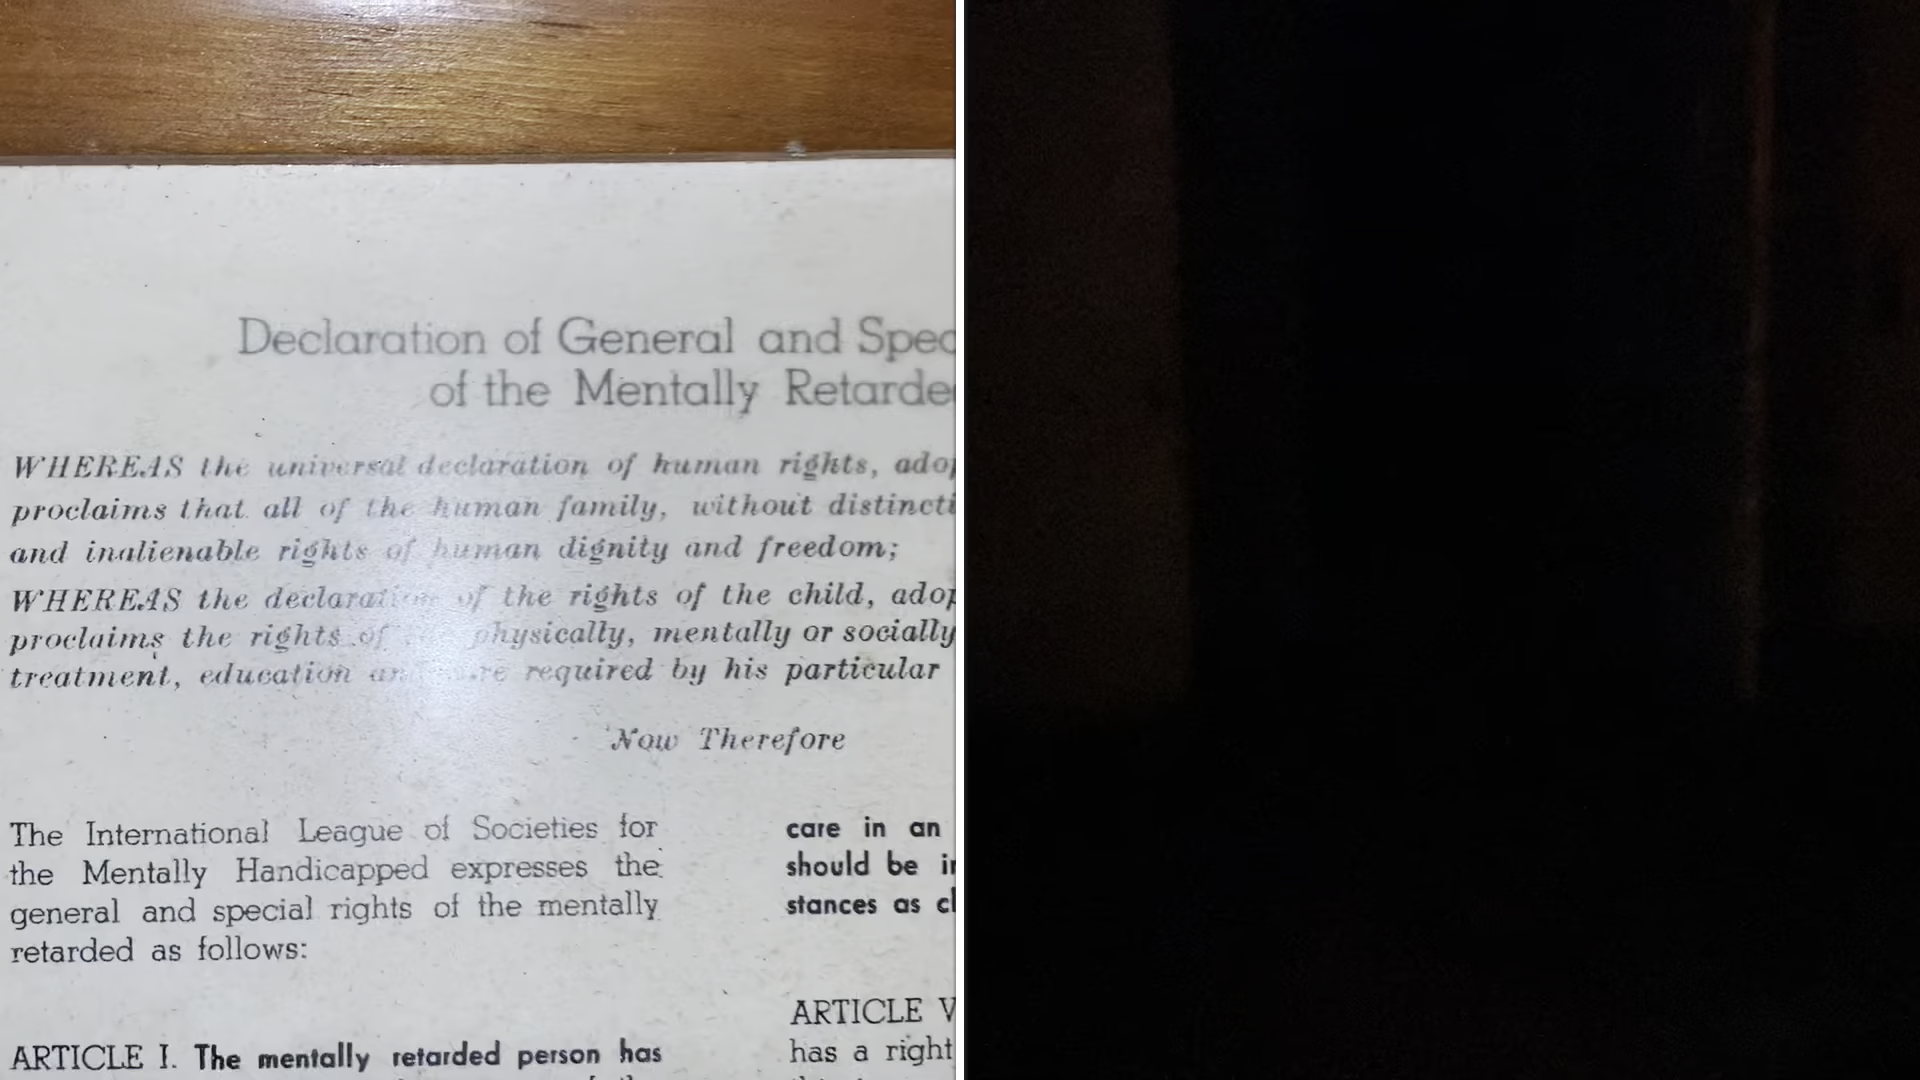 Declaration of General and Spec
of the Mentally Retarde
WHEREAS the universal declaration of human rights, adop
proclaims that all of the human family, without distincti
and inalienable rights of human dignity and freedom;
WHEREAS the declaration of the rights of the child, adop
proclaims the rights of physically, mentally or socially
treatment, education required by his particular
Now Therefore
The International League of Societies for
the Mentally Handicapped expresses the
general and special rights of the mentally
retarded as follows:
ARTICLE I. The mentally retarded person has
care in an
should be in
stances as cl
ARTICLE V
has a right